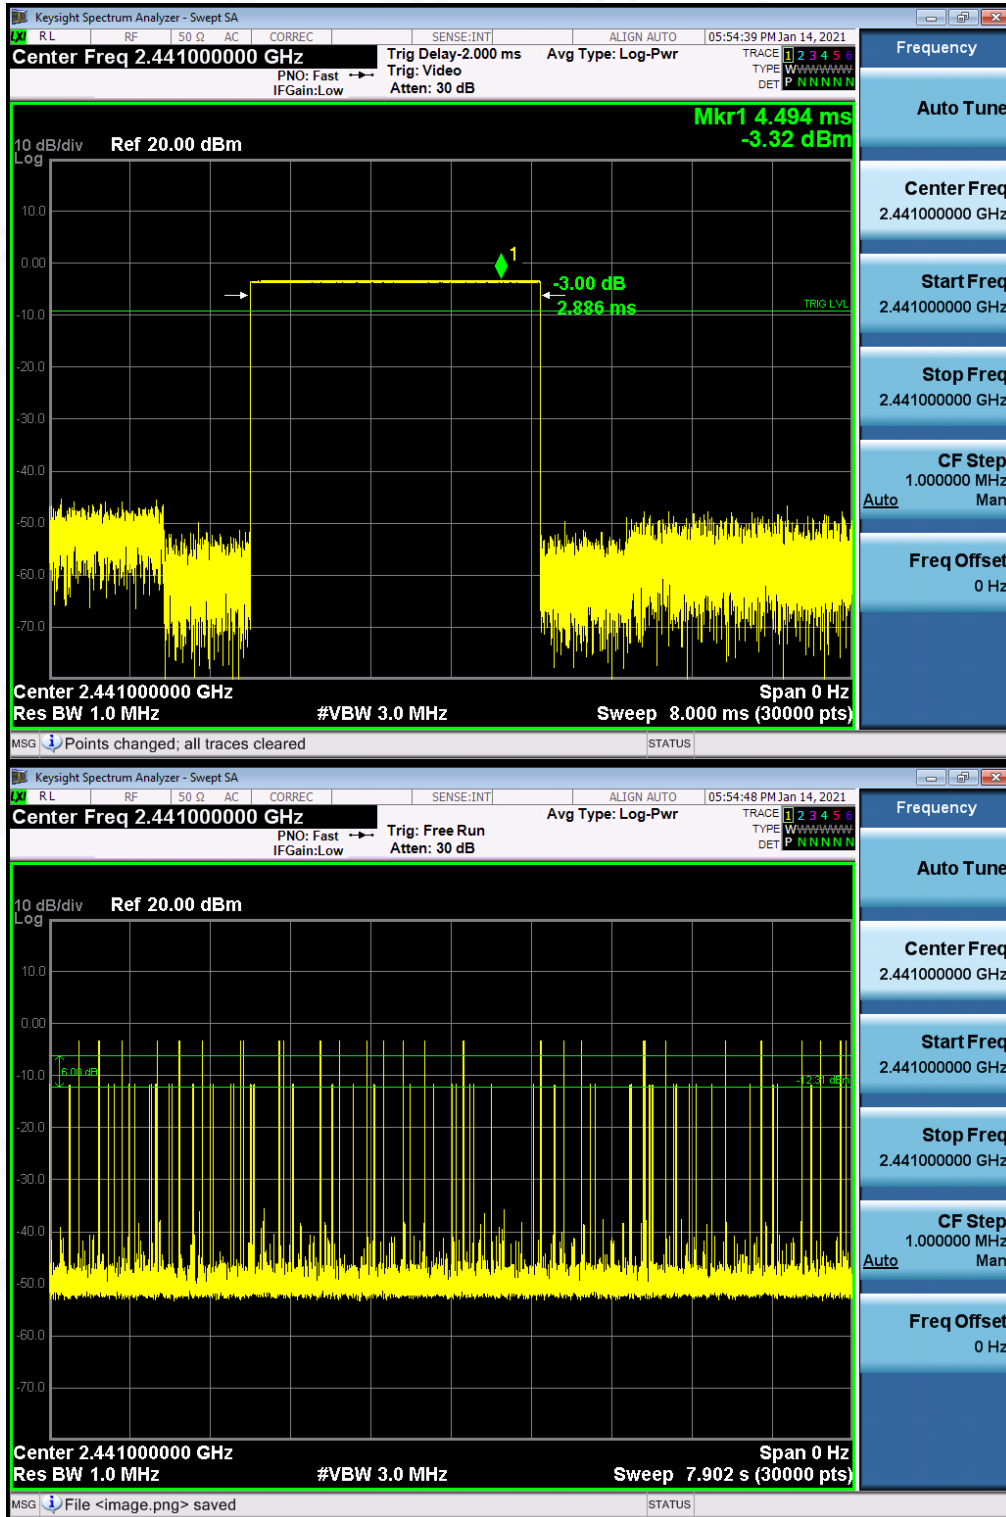 Keysight Spectrum Analyzer - Swept SA
LXI RL RF 50 Ω AC CORREC SENSE:INT ALIGN AUTO 05:54:39 PM Jan 14, 2021
Center Freq 2.441000000 GHz
PNO: Fast
IFGain:Low
Trig Delay-2.000 ms
Trig: Video
Atten: 30 dB
Avg Type: Log-Pwr
TRACE 1 2 3 4 5 6
TYPE WWWWWW
DET P N N N N N
Mkr1 4.494 ms
-3.32 dBm
10 dB/div Ref 20.00 dBm
Log
10.0
0.00
-10.0
-20.0
-30.0
-40.0
-50.0
-60.0
-70.0
1
-3.00 dB
2.886 ms
TRIG LVL
Center 2.441000000 GHz Span 0 Hz
Res BW 1.0 MHz #VBW 3.0 MHz Sweep 8.000 ms (30000 pts)
MSG Points changed; all traces cleared STATUS
Frequency
Auto Tune
Center Freq
2.441000000 GHz
Start Freq
2.441000000 GHz
Stop Freq
2.441000000 GHz
CF Step
1.000000 MHz
Auto Man
Freq Offset
0 Hz
Keysight Spectrum Analyzer - Swept SA
LXI RL RF 50 Ω AC CORREC SENSE:INT ALIGN AUTO 05:54:48 PM Jan 14, 2021
Center Freq 2.441000000 GHz
PNO: Fast
IFGain:Low
Trig: Free Run
Atten: 30 dB
Avg Type: Log-Pwr
TRACE 1 2 3 4 5 6
TYPE WWWWWW
DET P N N N N N
10 dB/div Ref 20.00 dBm
Log
10.0
0.00
-10.0
-20.0
-30.0
-40.0
-50.0
-60.0
-70.0
6.00 dB
-12.31 dBm
Center 2.441000000 GHz Span 0 Hz
Res BW 1.0 MHz #VBW 3.0 MHz Sweep 7.902 s (30000 pts)
MSG File <image.png> saved STATUS
Frequency
Auto Tune
Center Freq
2.441000000 GHz
Start Freq
2.441000000 GHz
Stop Freq
2.441000000 GHz
CF Step
1.000000 MHz
Auto Man
Freq Offset
0 Hz